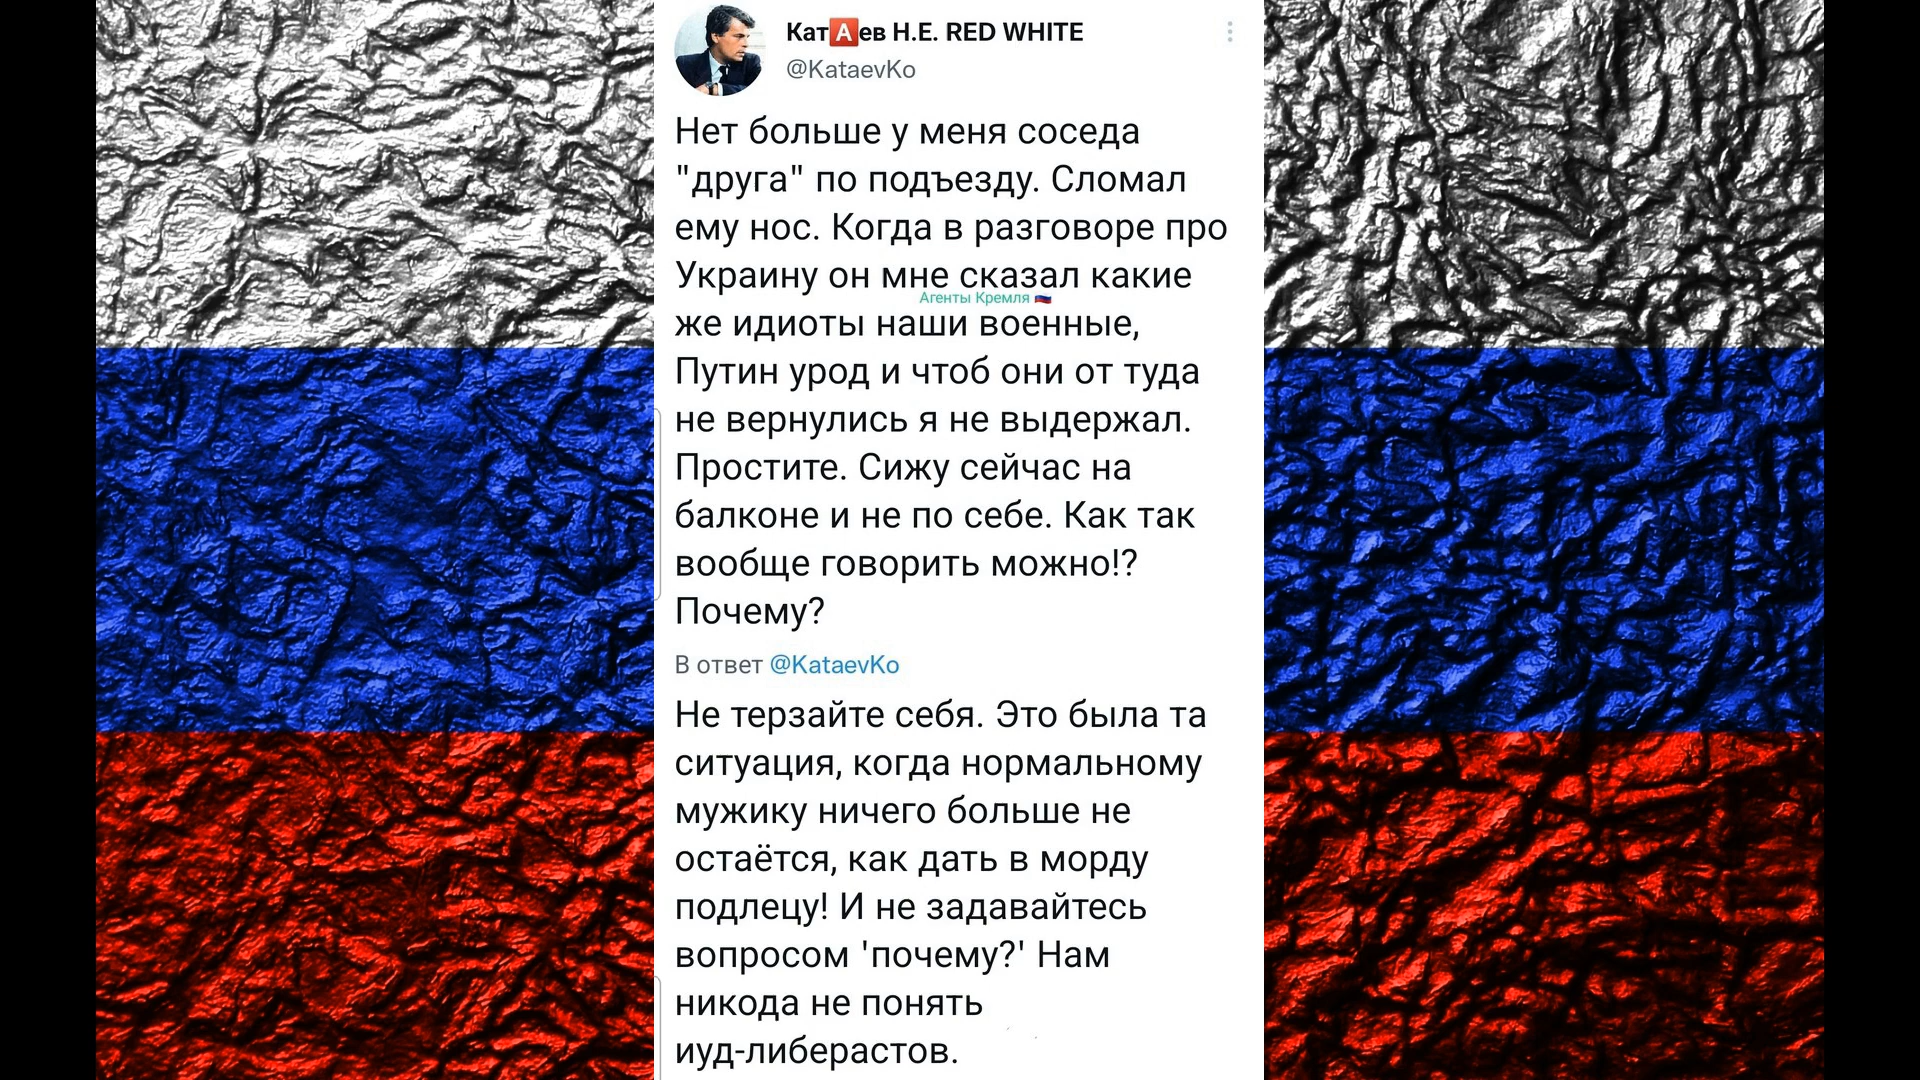 КатАев Н.Е. RED WHITE
@KataevKo
Нет больше у меня соседа
"друга" по подъезду. Сломал
ему нос. Когда в разговоре про
Украину он мне сказал какие
Агенты Кремля
же идиоты наши военные,
Путин урод и чтоб они от туда
не вернулись я не выдержал.
Простите. Сижу сейчас на
балконе и не по себе. Как так
вообще говорить можно!?
Почему?
В ответ @KataevKo
Не терзайте себя. Это была та
ситуация, когда нормальному
мужику ничего больше не
остаётся, как дать в морду
подлецу! И не задавайтесь
вопросом 'почему?' Нам
никода не понять
иуд-либерастов.